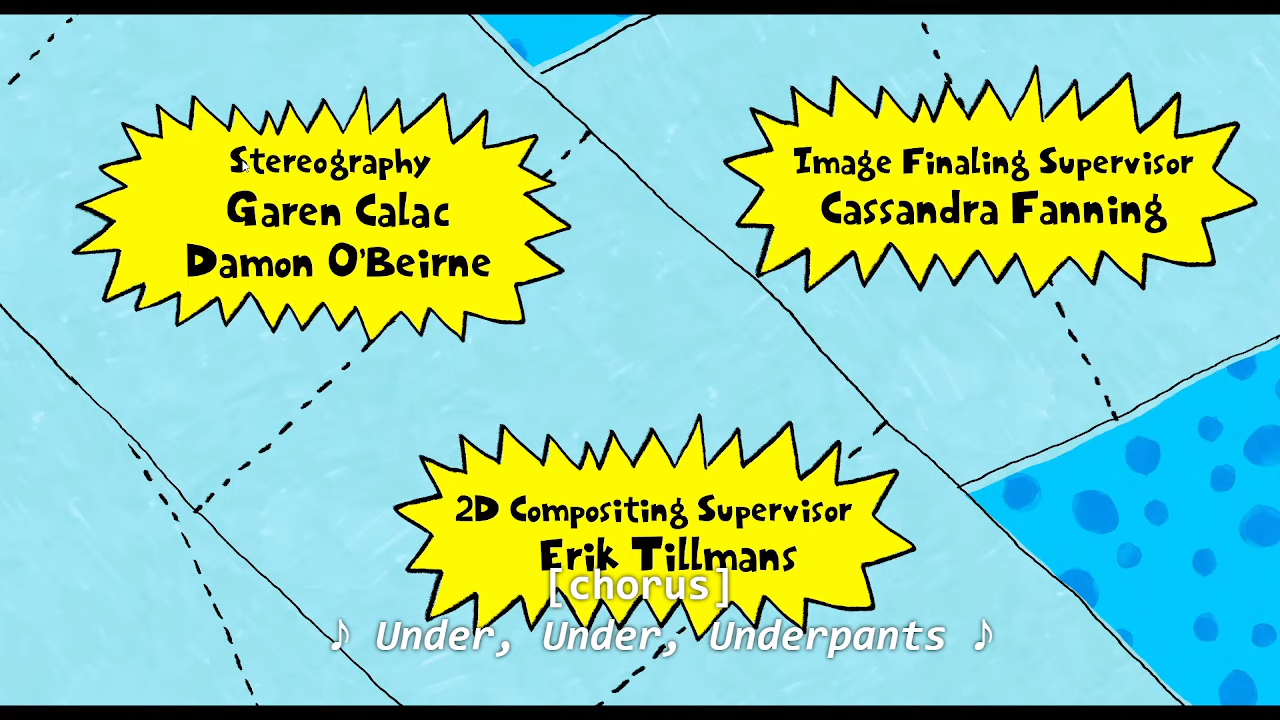 Stereography
Garen Calac
Damon O'Beirne
Image Finaling Supervisor
Cassandra Fanning
2D Compositing Supervisor
Erik Tillmans
[chorus]
♪ Under, Under, Underpants ♪